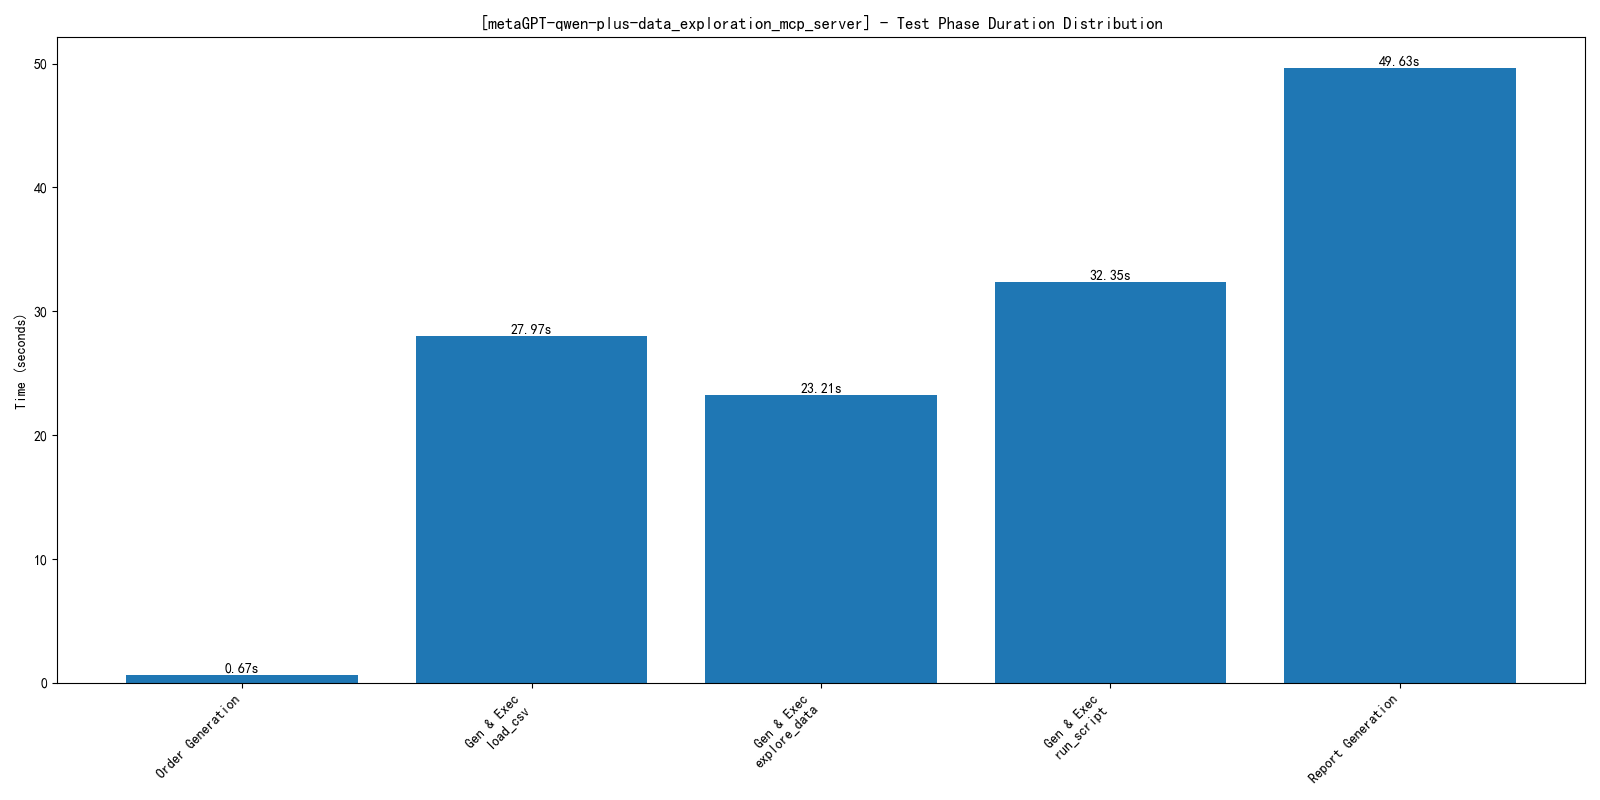 [metaGPT-qwen-plus-data_exploration_mcp_server] - Test Phase Duration Distribution
Time (seconds)
50
40
30
20
10
0
0.67s
27.97s
23.21s
32.35s
49.63s
Order Generation
Gen & Exec
load_csv
Gen & Exec
explore_data
Gen & Exec
run_script
Report Generation